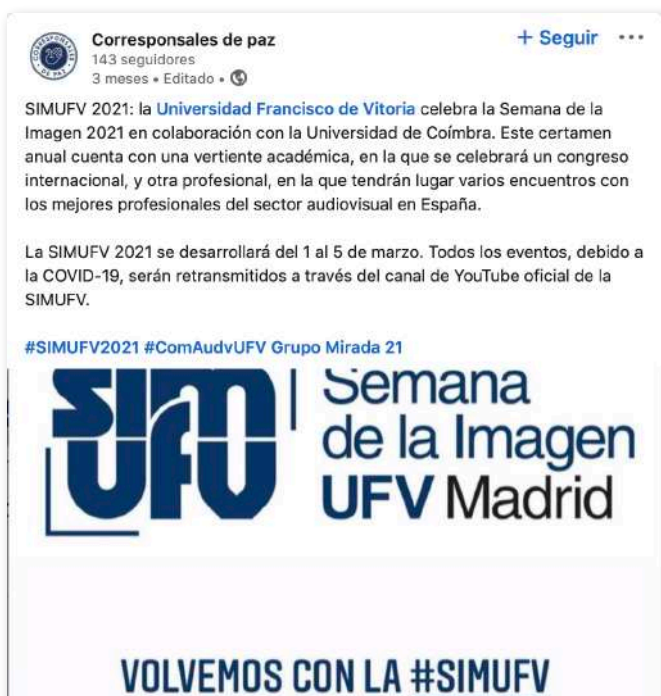 Corresponsales de paz
+ Seguir ...
143 seguidores
3 meses • Editado •
SIMUFV 2021: la Universidad Francisco de Vitoria celebra la Semana de la
Imagen 2021 en colaboración con la Universidad de Coímbra. Este certamen
anual cuenta con una vertiente académica, en la que se celebrará un congreso
internacional, y otra profesional, en la que tendrán lugar varios encuentros con
los mejores profesionales del sector audiovisual en España.
La SIMUFV 2021 se desarrollará del 1 al 5 de marzo. Todos los eventos, debido a
la COVID-19, serán retransmitidos a través del canal de YouTube oficial de la
SIMUFV.
#SIMUFV2021 #ComAudvUFV Grupo Mirada 21
SIM
UFV
Semana
de la Imagen
UFV Madrid
VOLVEMOS CON LA #SIMUFV